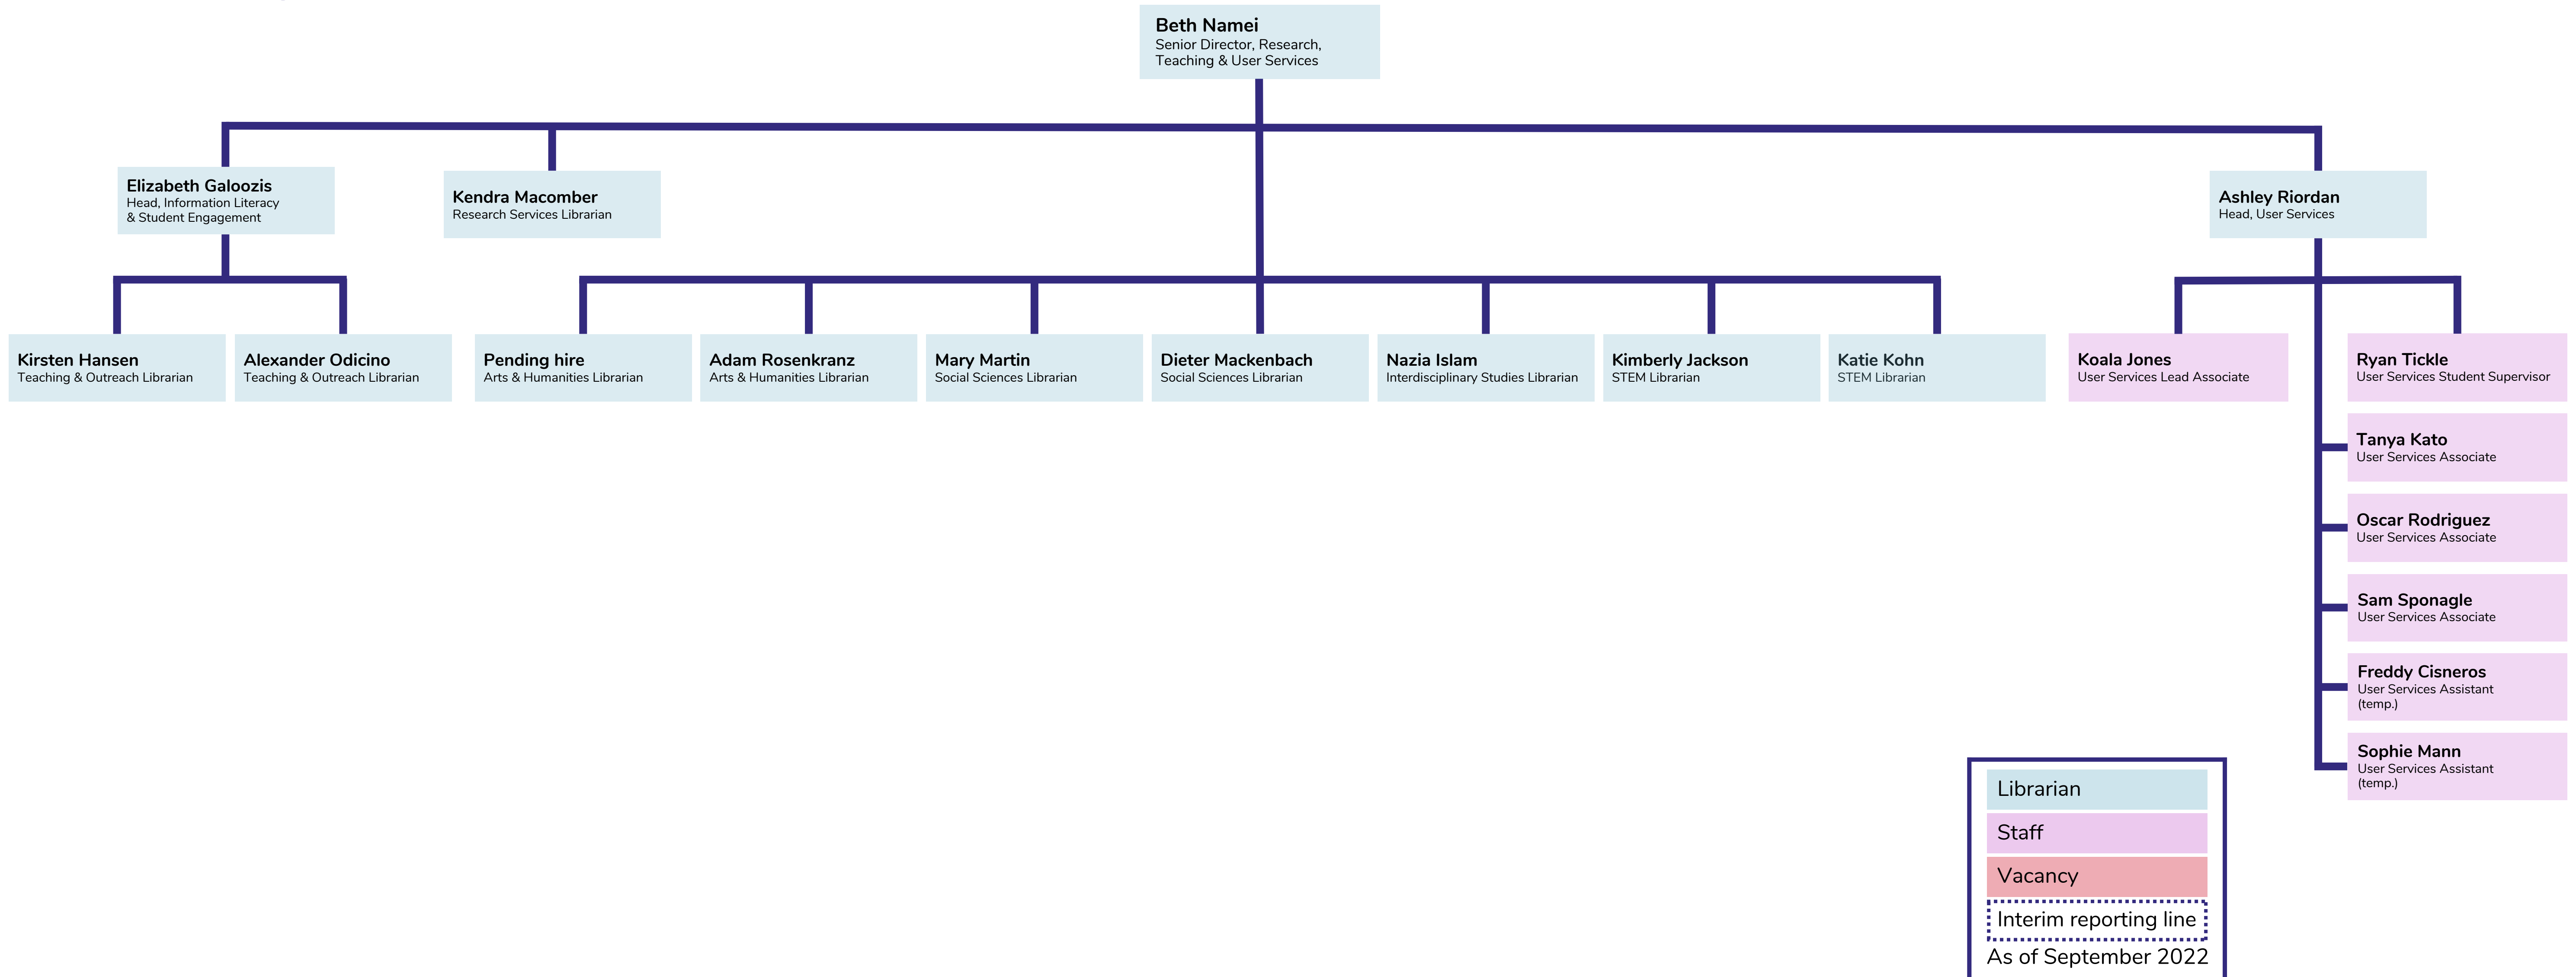 Beth Namei
Senior Director, Research,
Teaching & User Services
Elizabeth Galoozis
Head, Information Literacy
& Student Engagement
Kendra Macomber
Research Services Librarian
Ashley Riordan
Head, User Services
Kirsten Hansen
Teaching & Outreach Librarian
Alexander Odicino
Teaching & Outreach Librarian
Pending hire
Arts & Humanities Librarian
Adam Rosenkranz
Arts & Humanities Librarian
Mary Martin
Social Sciences Librarian
Dieter Mackenbach
Social Sciences Librarian
Nazia Islam
Interdisciplinary Studies Librarian
Kimberly Jackson
STEM Librarian
Katie Kohn
STEM Librarian
Koala Jones
User Services Lead Associate
Ryan Tickle
User Services Student Supervisor
Tanya Kato
User Services Associate
Oscar Rodriguez
User Services Associate
Sam Sponagle
User Services Associate
Freddy Cisneros
User Services Assistant
(temp.)
Sophie Mann
User Services Assistant
(temp.)
Librarian
Staff
Vacancy
Interim reporting line
As of September 2022